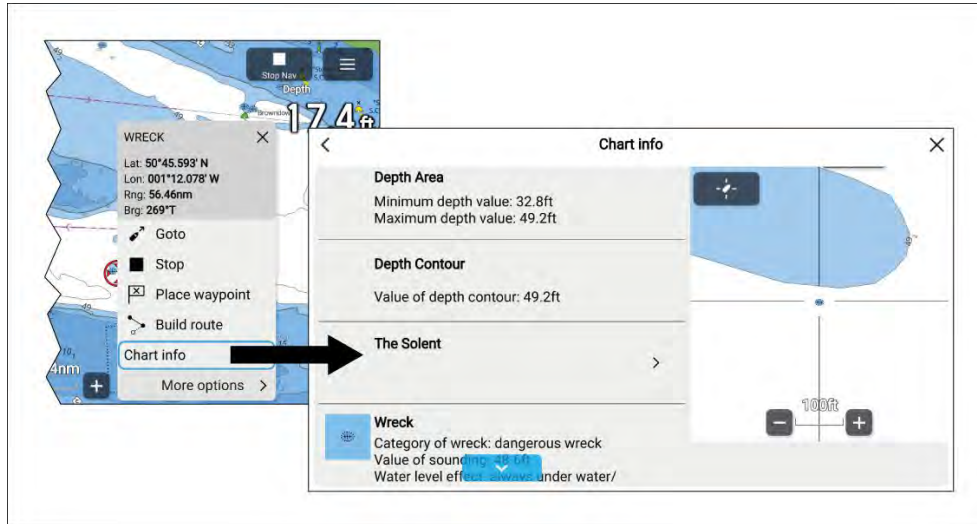 Stop Nav
Depth
17.4ft
WRECK
Lat: 50°45.593' N
Lon: 001°12.078' W
Rng: 56.46nm
Brg: 269°T
Goto
Stop
Place waypoint
Build route
Chart info
More options
4nm
Chart info
Depth Area
Minimum depth value: 32.8ft
Maximum depth value: 49.2ft
Depth Contour
Value of depth contour: 49.2ft
The Solent
Wreck
Category of wreck: dangerous wreck
Value of sounding: 48.6ft
Water level effect: always under water/
100ft